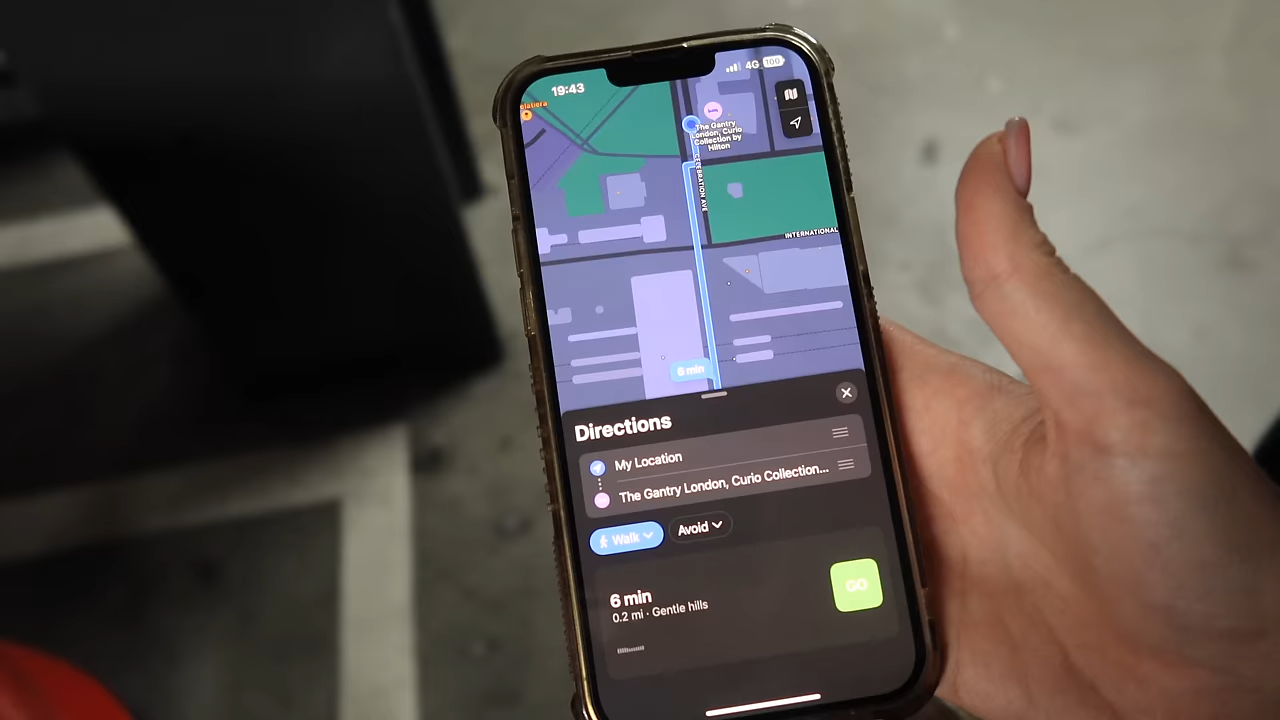 19:43
4G 100
The Gantry
London, Curio
Collection by
Hilton
CELEBRATION AVE
INTERNATIONAL
6 min
Directions
My Location
The Gantry London, Curio Collection...
Walk
Avoid
6 min
0.2 mi · Gentle hills
GO